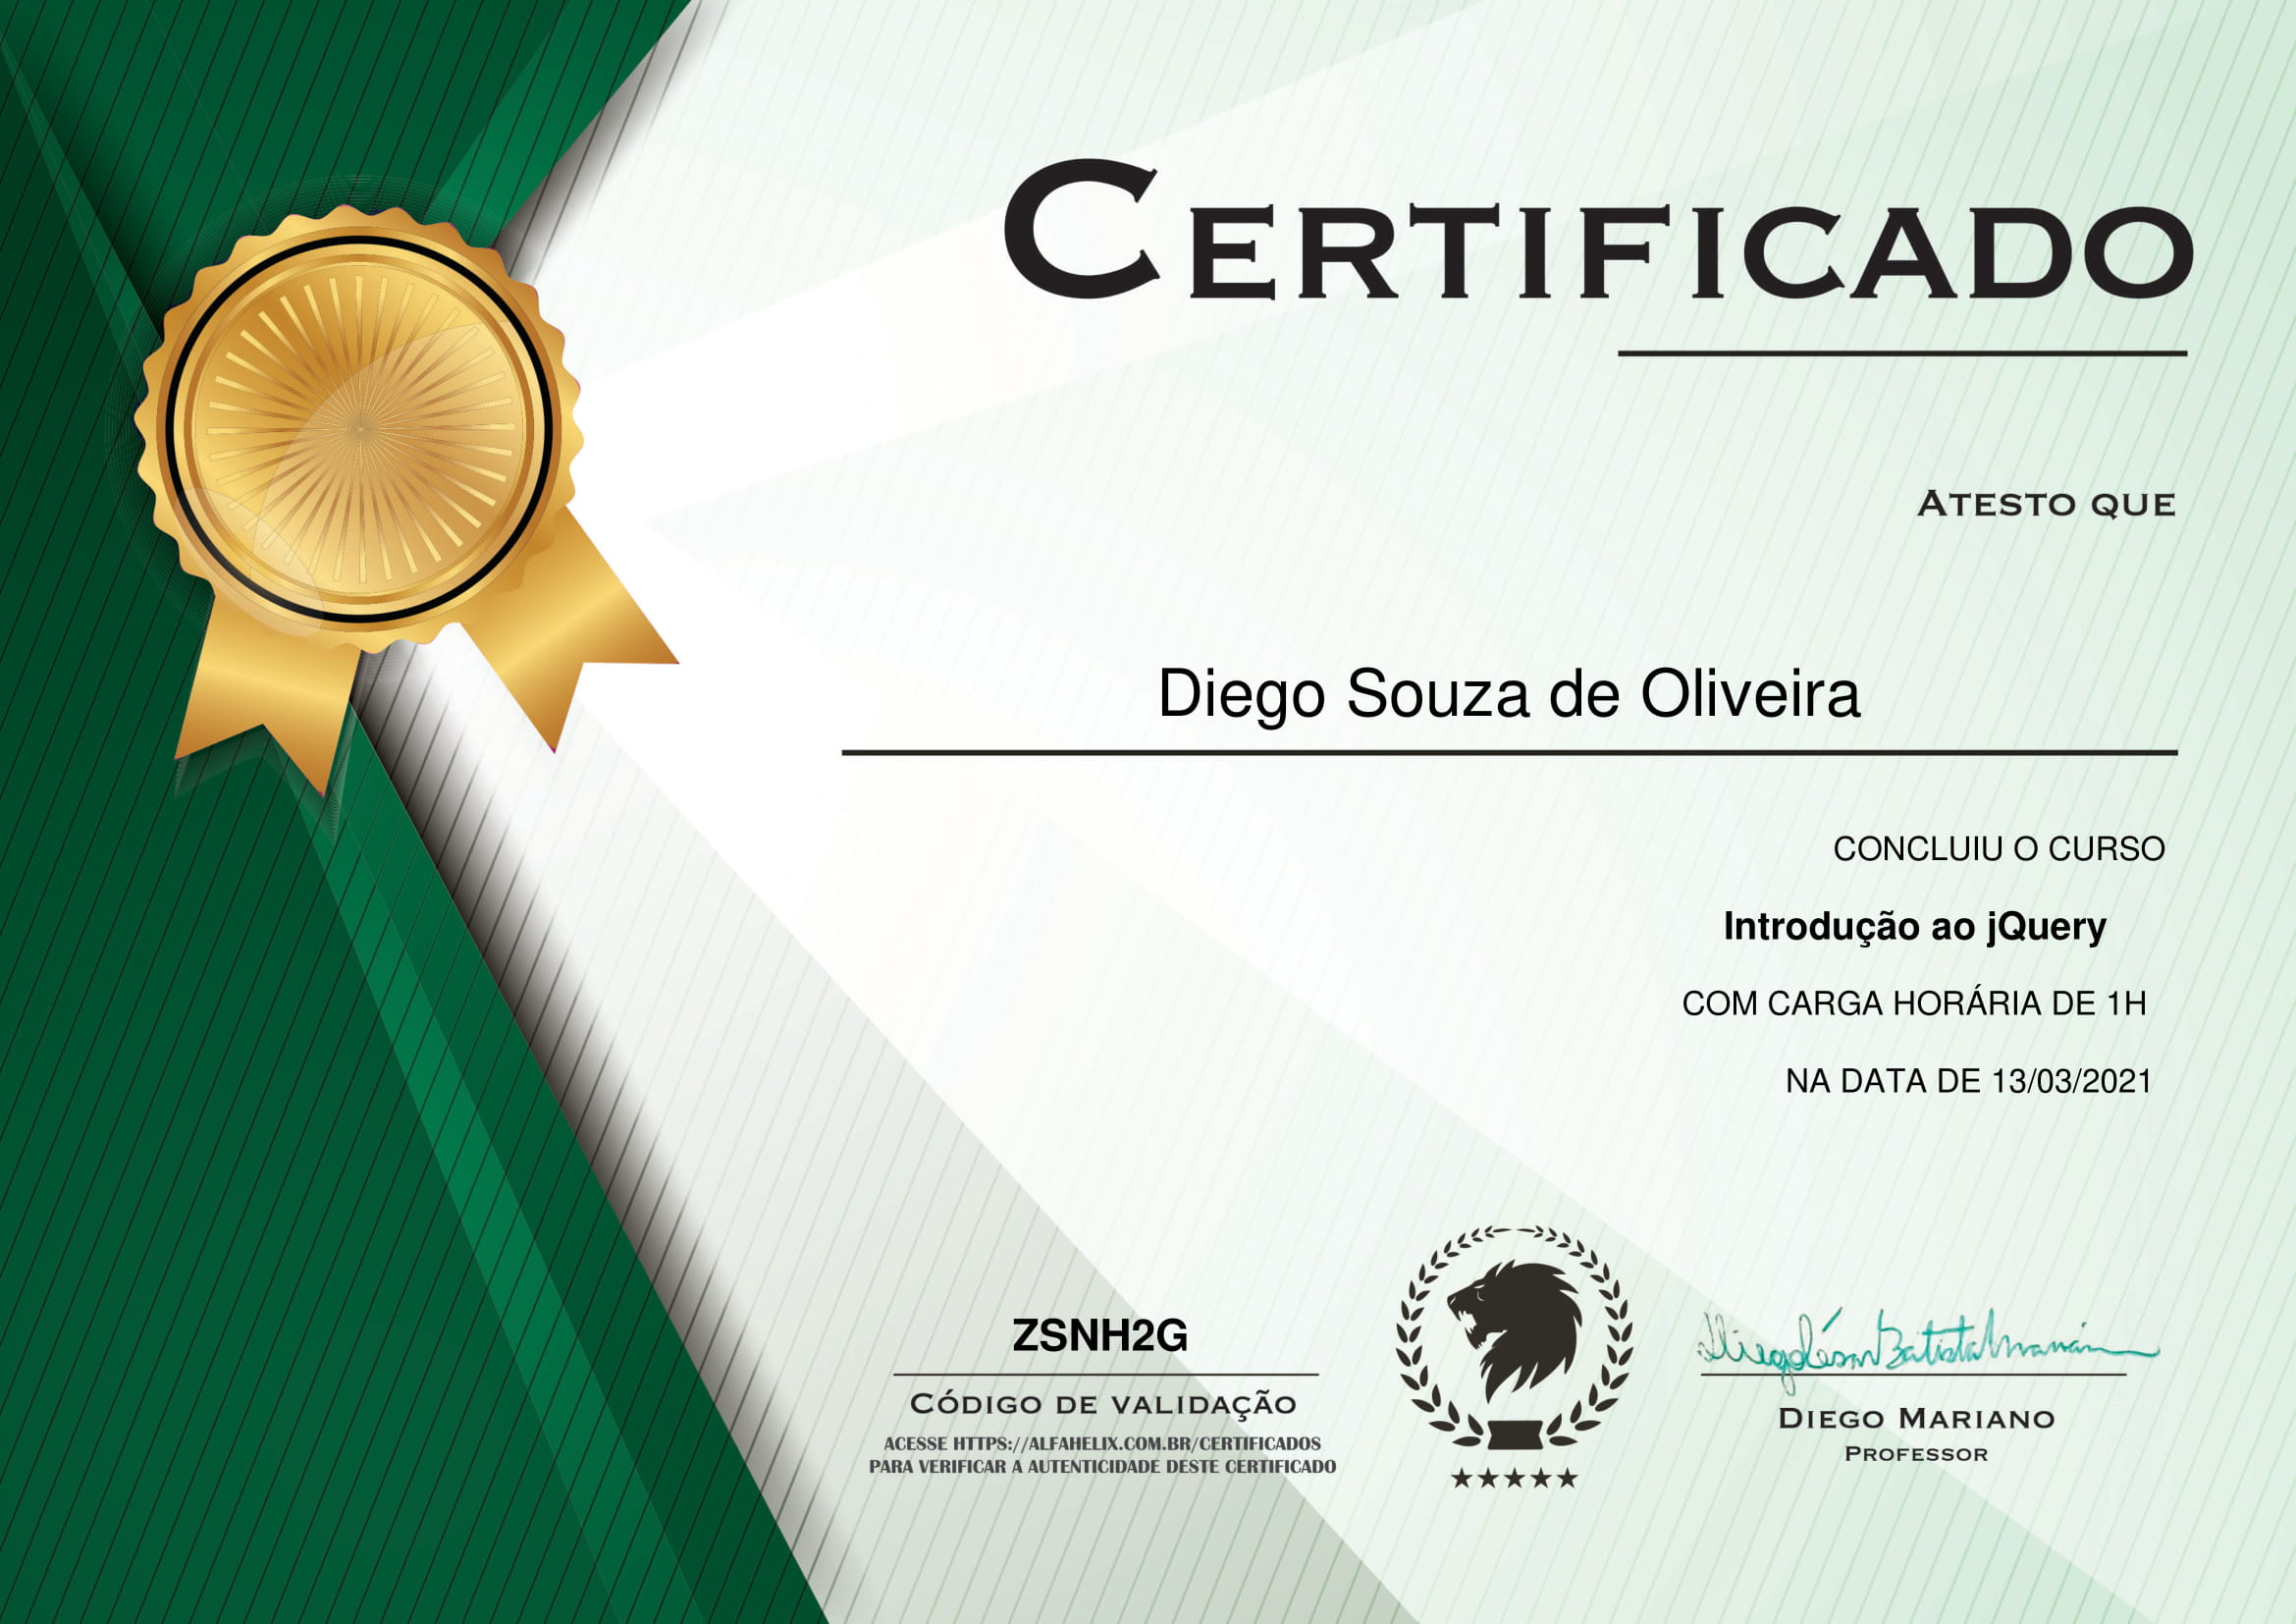 CERTIFICADO
ATESTO QUE
Diego Souza de Oliveira
CONCLUIU O CURSO
Introdução ao jQuery
COM CARGA HORÁRIA DE 1H
NA DATA DE 13/03/2021
ZSNH2G
CÓDIGO DE VALIDAÇÃO
ACESSE HTTPS://ALFAHELIX.COM.BR/CERTIFICADOS
PARA VERIFICAR A AUTENTICIDADE DESTE CERTIFICADO
Diego César Batista Mariano
DIEGO MARIANO
PROFESSOR